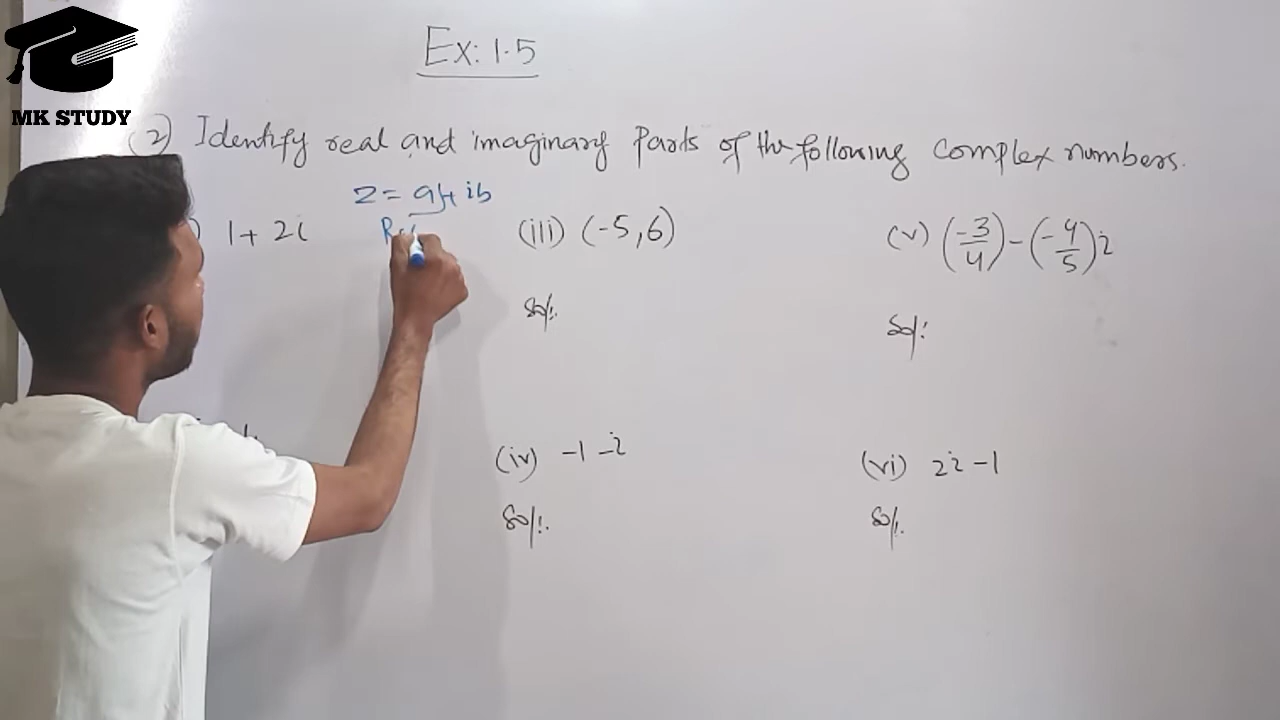 MK STUDY
Ex: 1.5
(2) Identify real and imaginary Parts of the following complex numbers.
z = a + ib
) 1 + 2i
(iii) (-5, 6)
(v) (-3/4) - (-4/5)i
Sol:
Sol:
(iv) -1 - i
(vi) 2i - 1
Sol:
Sol: